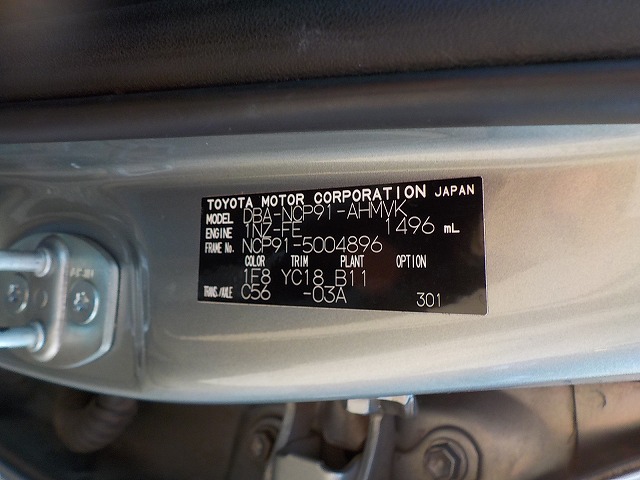 TOYOTA MOTOR CORPORATION JAPAN
MODEL DBA-NCP91-AHMVK
ENGINE 1NZ-FE 1496 mL
FRAME No. NCP91-5004896
COLOR TRIM PLANT OPTION
1E8 YC18 B11
TRANS./AXLE C56 -03A 301